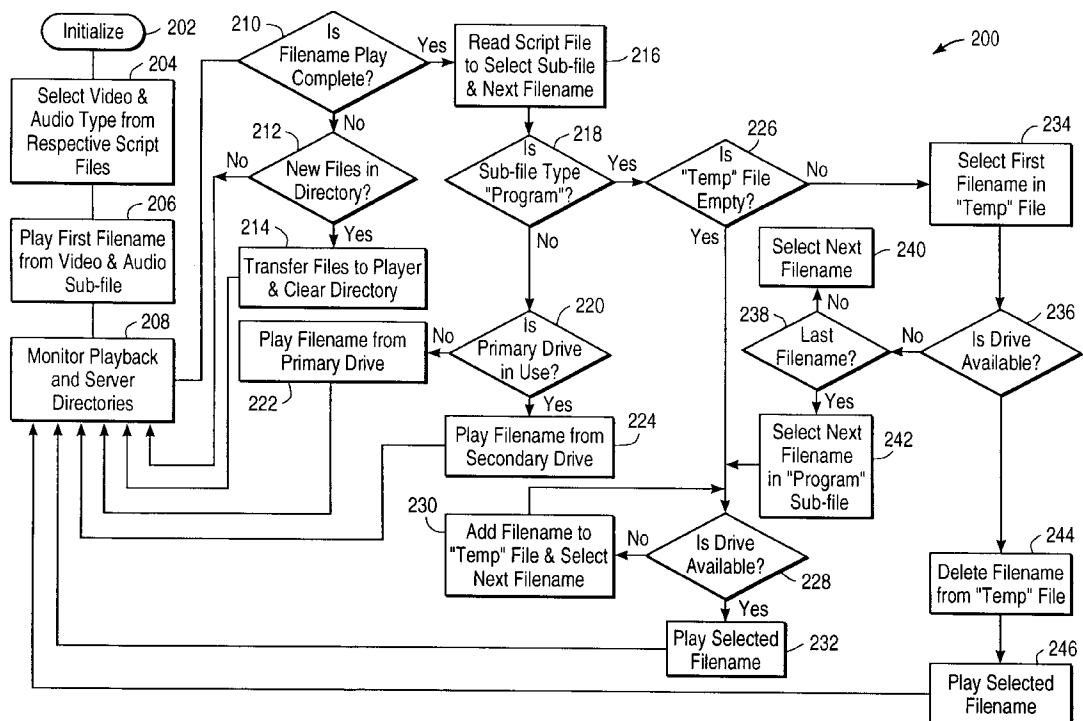 Initialize
202
204
Select Video &
Audio Type from
Respective Script
Files
206
Play First Filename
from Video & Audio
Sub-file
208
Monitor Playback
and Server
Directories
210
Is
Filename Play
Complete?
Yes
No
212
New Files in
Directory?
No
Yes
214
Transfer Files to Player
& Clear Directory
Read Script File
to Select Sub-file
& Next Filename
216
218
Is
Sub-file Type
"Program"?
Yes
No
220
Is
Primary Drive
in Use?
No
Yes
Play Filename from
Primary Drive
222
Play Filename from
Secondary Drive
224
226
Is
"Temp" File
Empty?
No
Yes
Is Drive
Available?
228
No
Yes
230
Add Filename to
"Temp" File & Select
Next Filename
Play Selected
Filename
232
200
234
Select First
Filename in
"Temp" File
236
Is Drive
Available?
No
238
Last
Filename?
No
Yes
Select Next
Filename
240
Select Next
Filename
in "Program"
Sub-file
242
244
Delete Filename
from "Temp" File
246
Play Selected
Filename